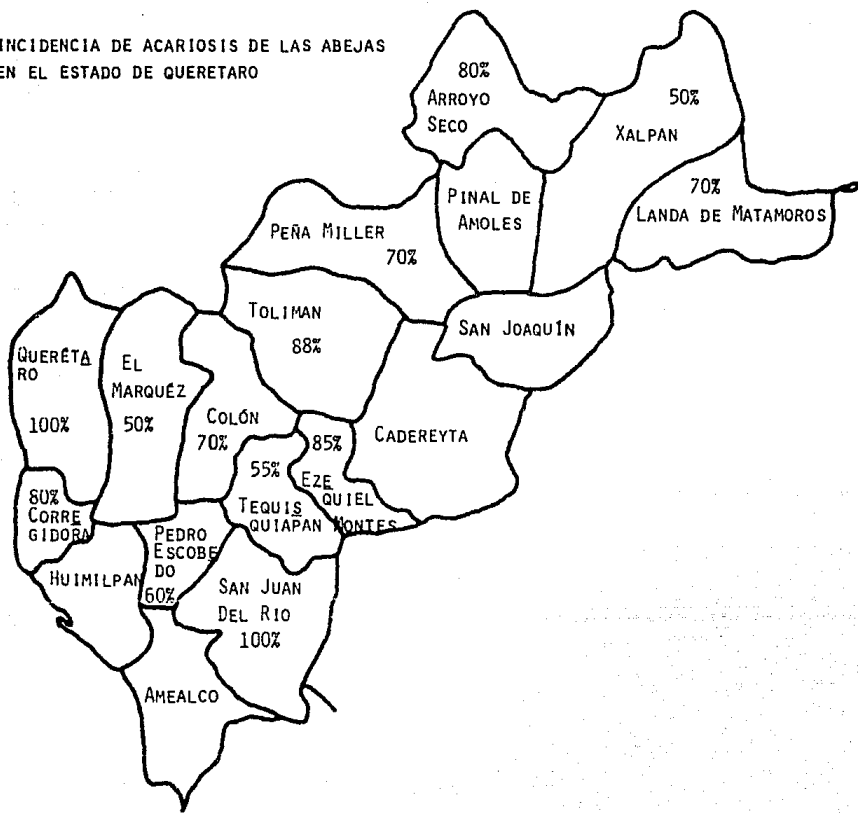 INCIDENCIA DE ACARIOSIS DE LAS ABEJAS
EN EL ESTADO DE QUERETARO
80%
ARROYO
SECO
50%
XALPAN
70%
LANDA DE MATAMOROS
PINAL DE
AMOLES
PEÑA MILLER
70%
TOLIMAN
88%
SAN JOAQUÍN
QUERÉTA
RO
100%
EL
MARQUÉZ
50%
COLÓN
70%
CADEREYTA
85%
EZE
QUIEL
MONTES
55%
TEQUIS
QUIAPAN
80%
CORRE
GIDORA
PEDRO
ESCOBE
DO
60%
HUIMILPAN
SAN JUAN
DEL RIO
100%
AMEALCO